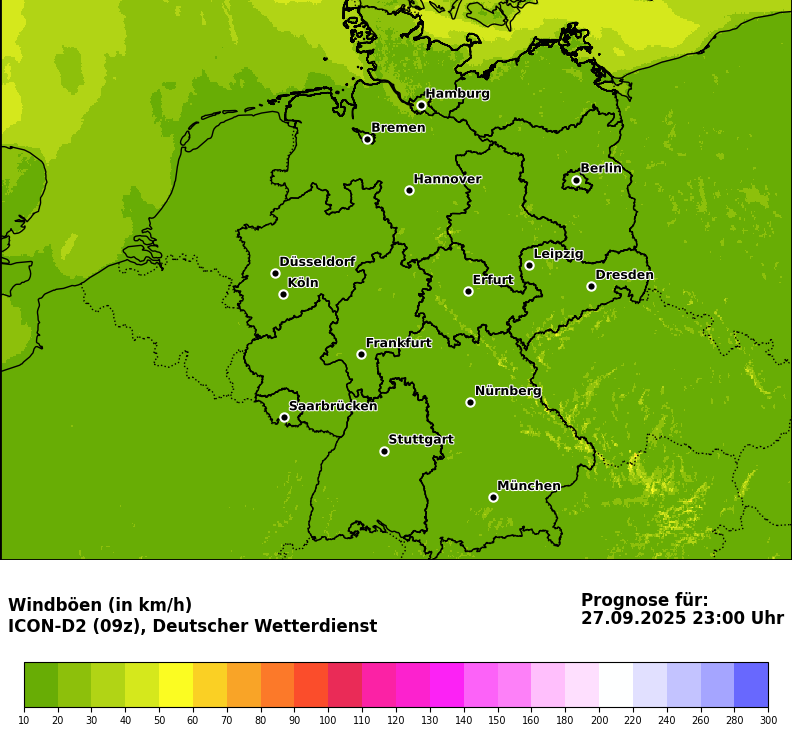 Hamburg
Bremen
Berlin
Hannover
Leipzig
Düsseldorf
Dresden
Köln
Erfurt
Frankfurt
Nürnberg
Saarbrücken
Stuttgart
München
Windböen (in km/h)
ICON-D2 (09z), Deutscher Wetterdienst
Prognose für:
27.09.2025 23:00 Uhr
10 20 30 40 50 60 70 80 90 100 110 120 130 140 150 160 180 200 220 240 260 280 300